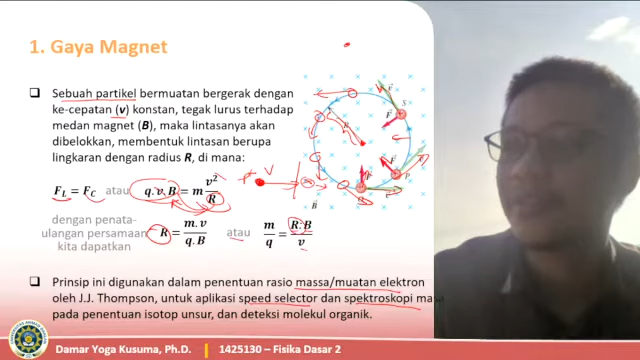 1. Gaya Magnet
Sebuah partikel bermuatan bergerak dengan
ke-cepatan (v) konstan, tegak lurus terhadap
medan magnet (B), maka lintasanya akan
dibelokkan, membentuk lintasan berupa
lingkaran dengan radius R, di mana:
F_L = F_C atau q.v.B = m v²/R
dengan penata-
ulangan persamaan
kita dapatkan
R = m.v/q.B atau m/q = R.B/v
Prinsip ini digunakan dalam penentuan rasio massa/muatan elektron
oleh J.J. Thompson, untuk aplikasi speed selector dan spektroskopi
pada penentuan isotop unsur, dan deteksi molekul organik.
V
R
v
F
S
P
B
Damar Yoga Kusuma, Ph.D. 1425130 – Fisika Dasar 2